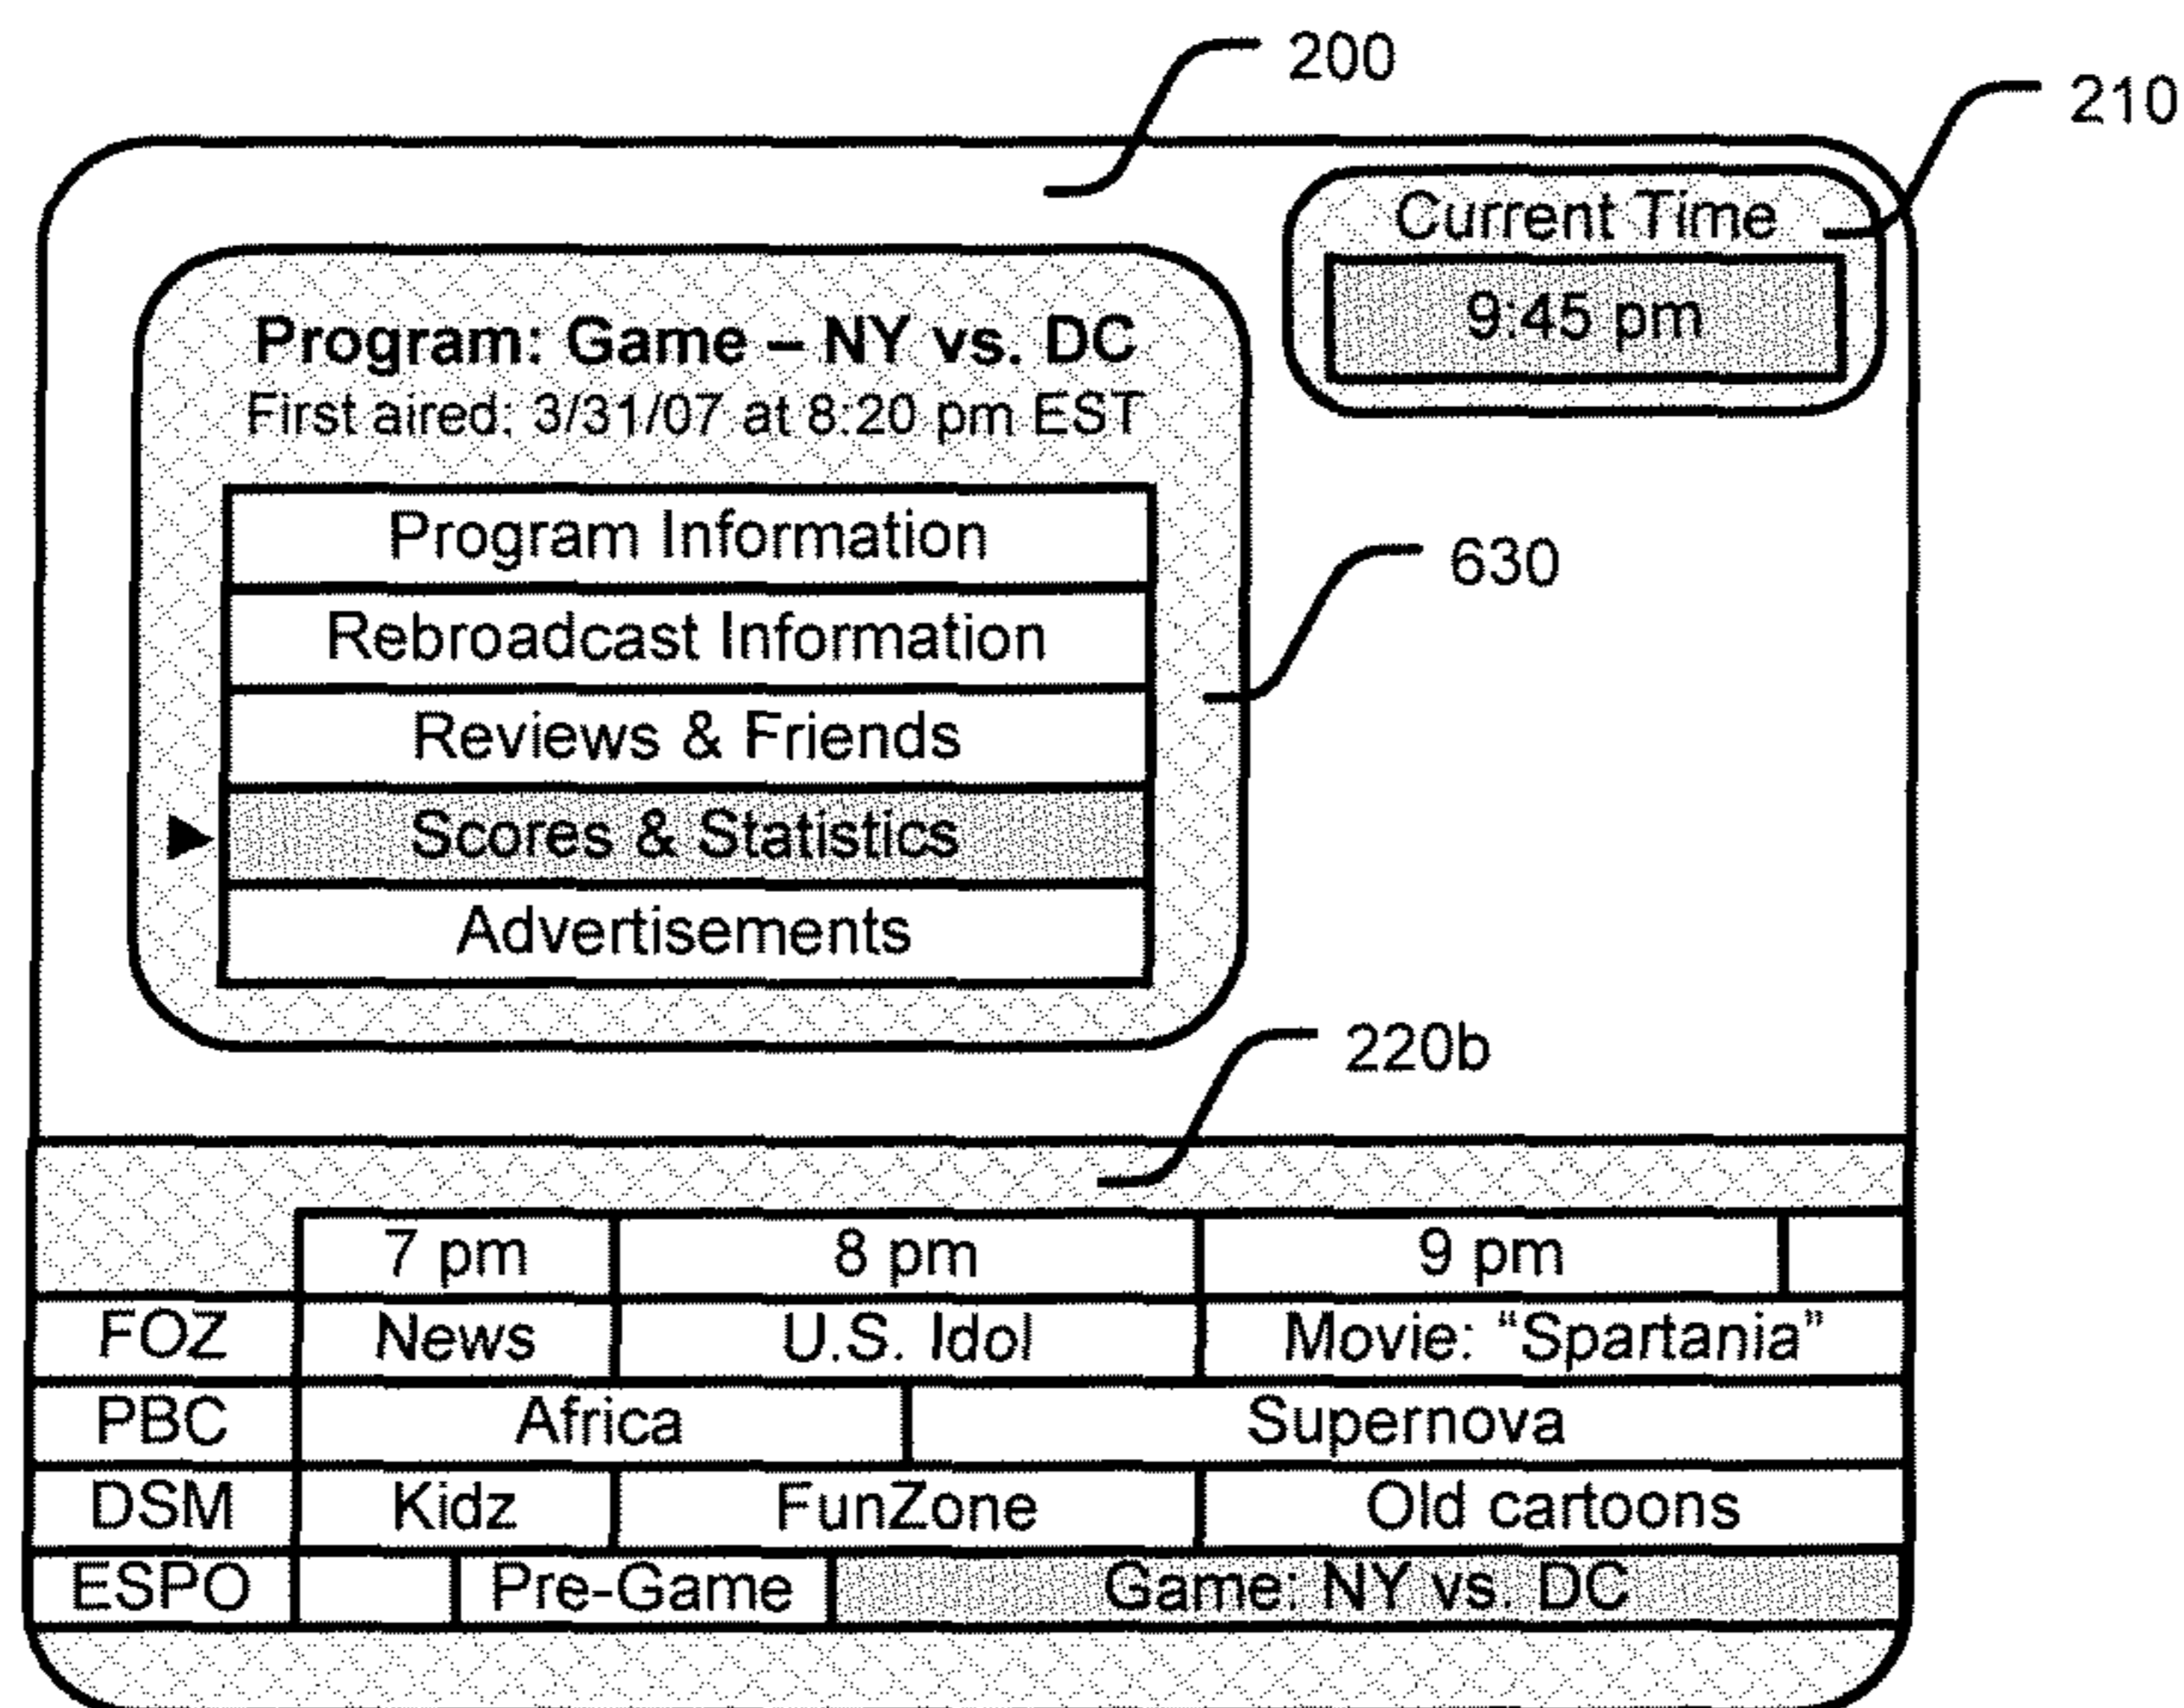 200
210
Current Time
9:45 pm
Program: Game – NY vs. DC
First aired: 3/31/07 at 8:20 pm EST
Program Information
630
Rebroadcast Information
Reviews & Friends
Scores & Statistics
Advertisements
220b
7 pm 8 pm 9 pm
FOZ News U.S. Idol Movie: “Spartania”
PBC Africa Supernova
DSM Kidz FunZone Old cartoons
ESPO Pre-Game Game: NY vs. DC